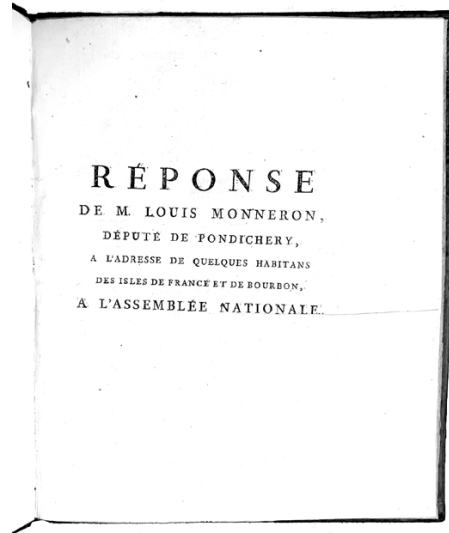 RÉPONSE
DE M. LOUIS MONNERON,
DÉPUTÉ DE PONDICHERY,
A L'ADRESSE DE QUELQUES HABITANS
DES ISLES DE FRANCE ET DE BOURBON,
A L'ASSEMBLÉE NATIONALE.